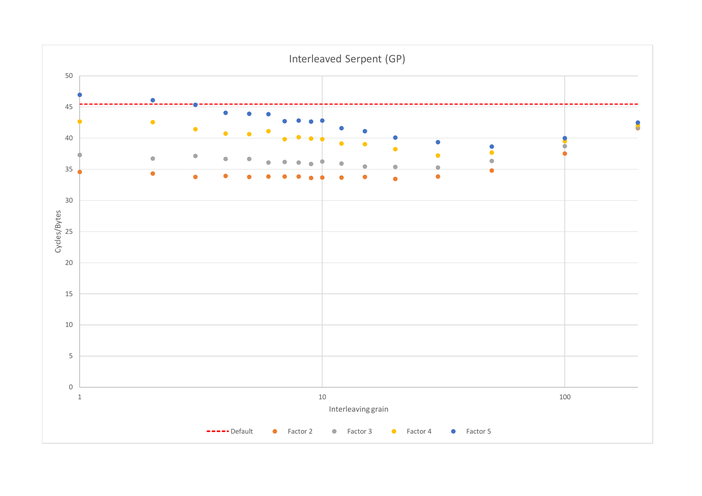 Interleaved Serpent (GP)
50
45
40
35
30
25
20
15
10
5
0
Cycles/Bytes
1 10 100
Interleaving grain
Default Factor 2 Factor 3 Factor 4 Factor 5